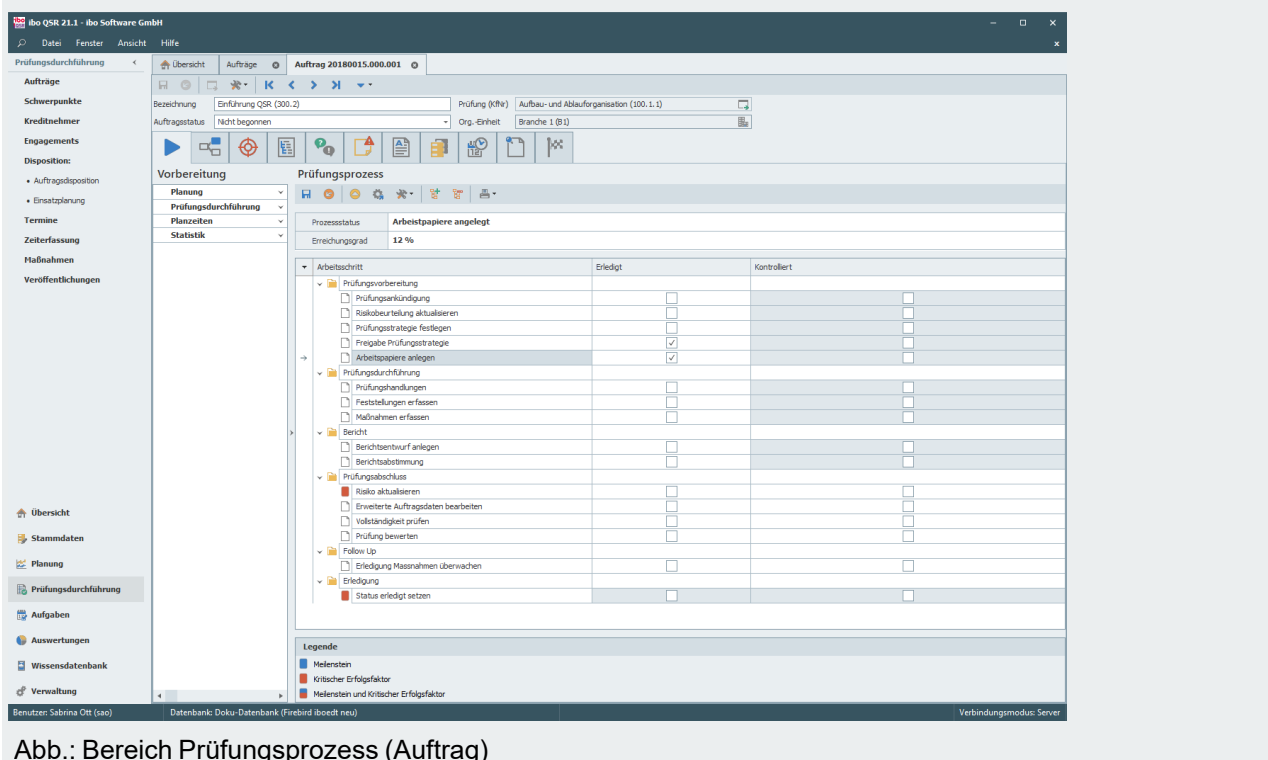 ibo QSR 21.1 - ibo Software GmbH
Datei Fenster Ansicht Hilfe
Prüfungsdurchführung
Aufträge
Schwerpunkte
Kreditnehmer
Engagements
Disposition:
• Auftragsdisposition
• Einsatzplanung
Termine
Zeiterfassung
Maßnahmen
Veröffentlichungen
Übersicht
Stammdaten
Planung
Prüfungsdurchführung
Aufgaben
Auswertungen
Wissensdatenbank
Verwaltung
Übersicht Aufträge Auftrag 20180015.000.001
Bezeichnung Einführung QSR (300.2) Prüfung (KfNr) Aufbau- und Ablauforganisation (100.1.1)
Auftragsstatus Nicht begonnen Org.-Einheit Branche 1 (B1)
Vorbereitung
Planung
Prüfungsdurchführung
Planzeiten
Statistik
Prüfungsprozess
Prozessstatus Arbeistpapiere angelegt
Erreichungsgrad 12 %
Arbeitsschritt Erledigt Kontrolliert
Prüfungsvorbereitung
Prüfungsankündigung
Risikobeurteilung aktualisieren
Prüfungsstrategie festlegen
Freigabe Prüfungsstrategie
Arbeitspapiere anlegen
Prüfungsdurchführung
Prüfungshandlungen
Feststellungen erfassen
Maßnahmen erfassen
Bericht
Berichtsentwurf anlegen
Berichtsabstimmung
Prüfungsabschluss
Risiko aktualisieren
Erweiterte Auftragsdaten bearbeiten
Vollständigkeit prüfen
Prüfung bewerten
Follow Up
Erledigung Massnahmen überwachen
Erledigung
Status erledigt setzen
Legende
Meilenstein
Kritischer Erfolgsfaktor
Meilenstein und Kritischer Erfolgsfaktor
Benutzer: Sabrina Ott (sao) Datenbank: Doku-Datenbank (Firebird iboedt neu) Verbindungsmodus: Server
Abb.: Bereich Prüfungsprozess (Auftrag)